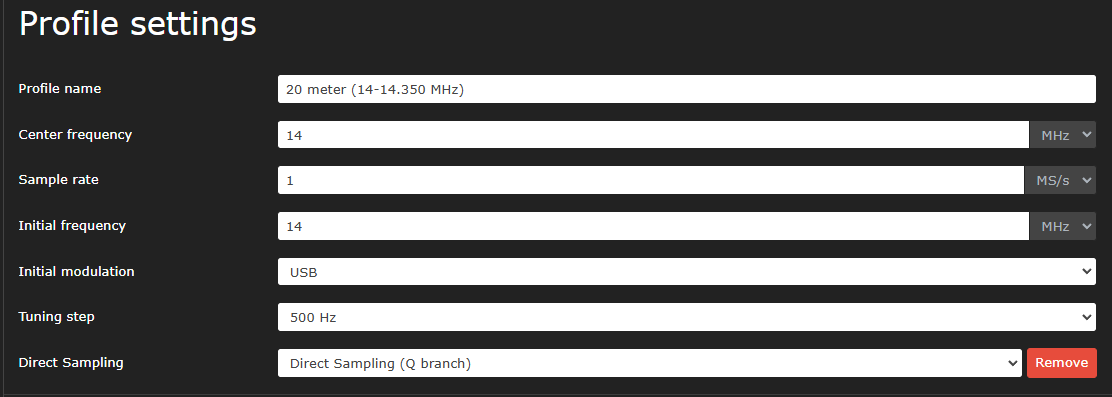 Profile settings
Profile name 20 meter (14-14.350 MHz)
Center frequency 14 MHz
Sample rate 1 MS/s
Initial frequency 14 MHz
Initial modulation USB
Tuning step 500 Hz
Direct Sampling Direct Sampling (Q branch) Remove